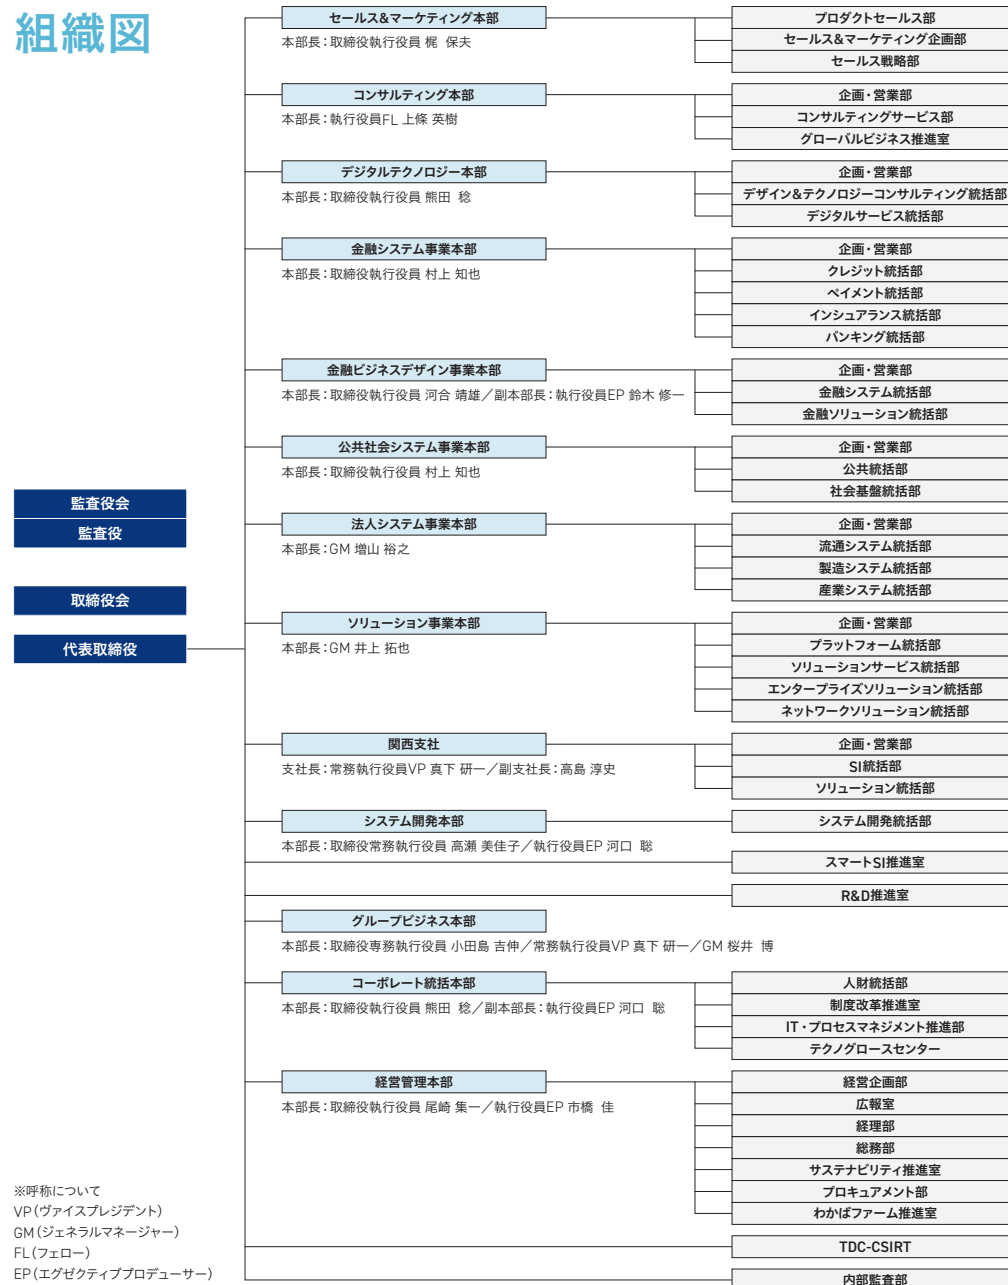 組織図
監査役会
監査役
取締役会
代表取締役
セールス&マーケティング本部
本部長：取締役執行役員 梶 保夫
プロダクトセールス部
セールス&マーケティング企画部
セールス戦略部
コンサルティング本部
本部長：執行役員FL 上條 英樹
企画・営業部
コンサルティングサービス部
グローバルビジネス推進室
デジタルテクノロジー本部
本部長：取締役執行役員 熊田 稔
企画・営業部
デザイン&テクノロジーコンサルティング統括部
デジタルサービス統括部
金融システム事業本部
本部長：取締役執行役員 村上 知也
企画・営業部
クレジット統括部
ペイメント統括部
インシュアランス統括部
バンキング統括部
金融ビジネスデザイン事業本部
本部長：取締役執行役員 河合 靖雄／副本部長：執行役員EP 鈴木 修一
企画・営業部
金融システム統括部
金融ソリューション統括部
公共社会システム事業本部
本部長：取締役執行役員 村上 知也
企画・営業部
公共統括部
社会基盤統括部
法人システム事業本部
本部長：GM 増山 裕之
企画・営業部
流通システム統括部
製造システム統括部
産業システム統括部
ソリューション事業本部
本部長：GM 井上 拓也
企画・営業部
プラットフォーム統括部
ソリューションサービス統括部
エンタープライズソリューション統括部
ネットワークソリューション統括部
関西支社
支社長：常務執行役員VP 真下 研一／副支社長：高島 淳史
企画・営業部
SI統括部
ソリューション統括部
システム開発本部
本部長：取締役常務執行役員 高瀬 美佳子／執行役員EP 河口 聡
システム開発統括部
スマートSI推進室
R&D推進室
グループビジネス本部
本部長：取締役専務執行役員 小田島 吉伸／常務執行役員VP 真下 研一／GM 桜井 博
コーポレート統括本部
本部長：取締役執行役員 熊田 稔／副本部長：執行役員EP 河口 聡
人財統括部
制度改革推進室
IT・プロセスマネジメント推進部
テクノグロースセンター
経営管理本部
本部長：取締役執行役員 尾崎 集一／執行役員EP 市橋 佳
経営企画部
広報室
経理部
総務部
サステナビリティ推進室
プロキュアメント部
わかばファーム推進室
TDC-CSIRT
内部監査部
※呼称について
VP（ヴァイスプレジデント）
GM（ジェネラルマネージャー）
FL（フェロー）
EP（エグゼクティブプロデューサー）